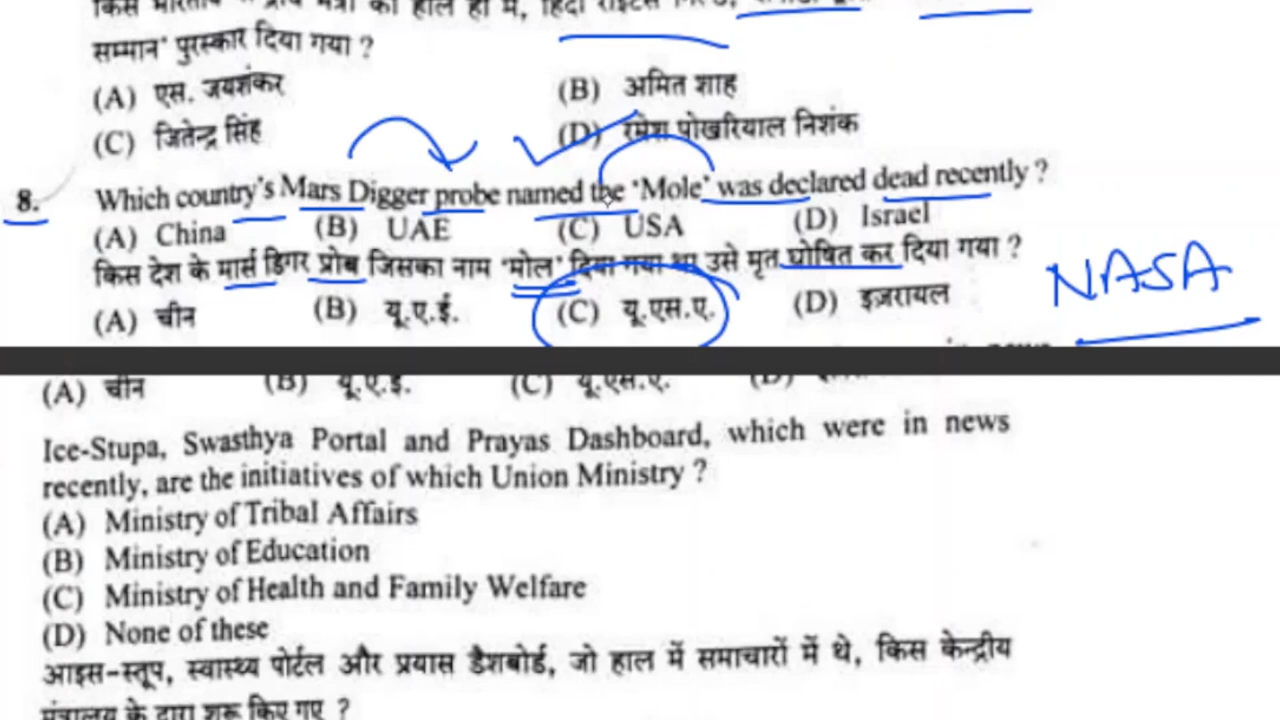 सम्मान' पुरस्कार दिया गया ?
(A) एस. जयशंकर (B) अमित शाह
(C) जितेन्द्र सिंह (D) रमेश पोखरियाल निशंक
8. Which country's Mars Digger probe named the 'Mole' was declared dead recently ?
(A) China (B) UAE (C) USA (D) Israel
किस देश के मार्स डिगर प्रोब जिसका नाम 'मोल' दिया गया था उसे मृत घोषित कर दिया गया ?
NASA
(A) चीन (B) यू.ए.ई. (C) यू.एस.ए. (D) इज़रायल
(A) चीन (B) यू.ए.ई. (C) यू.एस.ए. (D)
Ice-Stupa, Swasthya Portal and Prayas Dashboard, which were in news
recently, are the initiatives of which Union Ministry ?
(A) Ministry of Tribal Affairs
(B) Ministry of Education
(C) Ministry of Health and Family Welfare
(D) None of these
आइस-स्तूप, स्वास्थ्य पोर्टल और प्रयास डैशबोर्ड, जो हाल में समाचारों में थे, किस केन्द्रीय
मंत्रालय के द्वारा शुरू किए गए ?